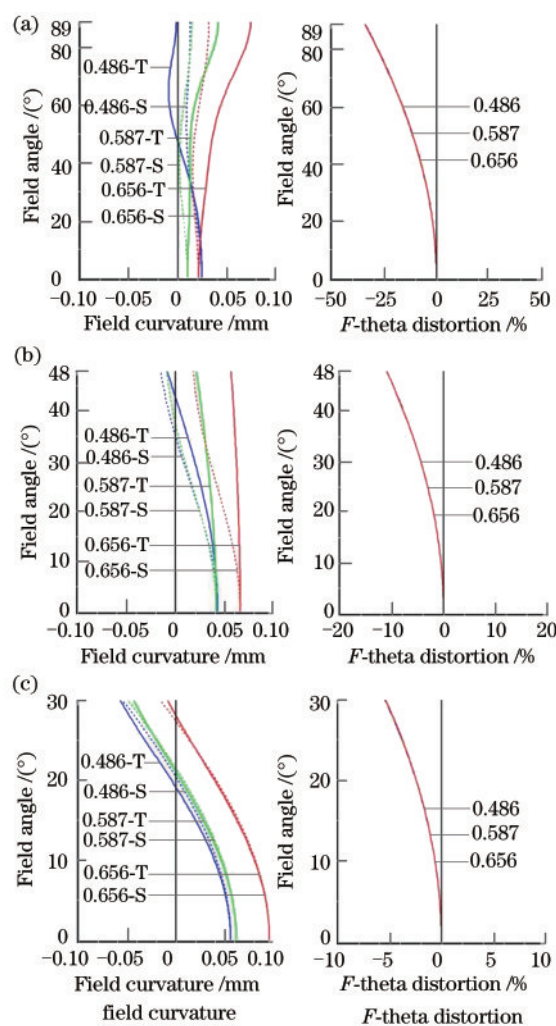 (a)
89
80
60
40
20
0
Field angle /(°)
0.486-T
0.486-S
0.587-T
0.587-S
0.656-T
0.656-S
−0.10 −0.05 0 0.05 0.10
Field curvature /mm
89
80
60
40
20
0
Field angle /(°)
0.486
0.587
0.656
−50 −25 0 25 50
F-theta distortion /%
(b)
48
40
30
20
10
0
Field angle /(°)
0.486-T
0.486-S
0.587-T
0.587-S
0.656-T
0.656-S
−0.10 −0.05 0 0.05 0.10
Field curvature /mm
48
40
30
20
10
0
Field angle /(°)
0.486
0.587
0.656
−20 −10 0 10 20
F-theta distortion /%
(c)
30
20
10
0
Field angle /(°)
0.486-T
0.486-S
0.587-T
0.587-S
0.656-T
0.656-S
−0.10 −0.05 0 0.05 0.10
Field curvature /mm
field curvature
30
20
10
0
Field angle /(°)
0.486
0.587
0.656
−10 −5 0 5 10
F-theta distortion /%
F-theta distortion